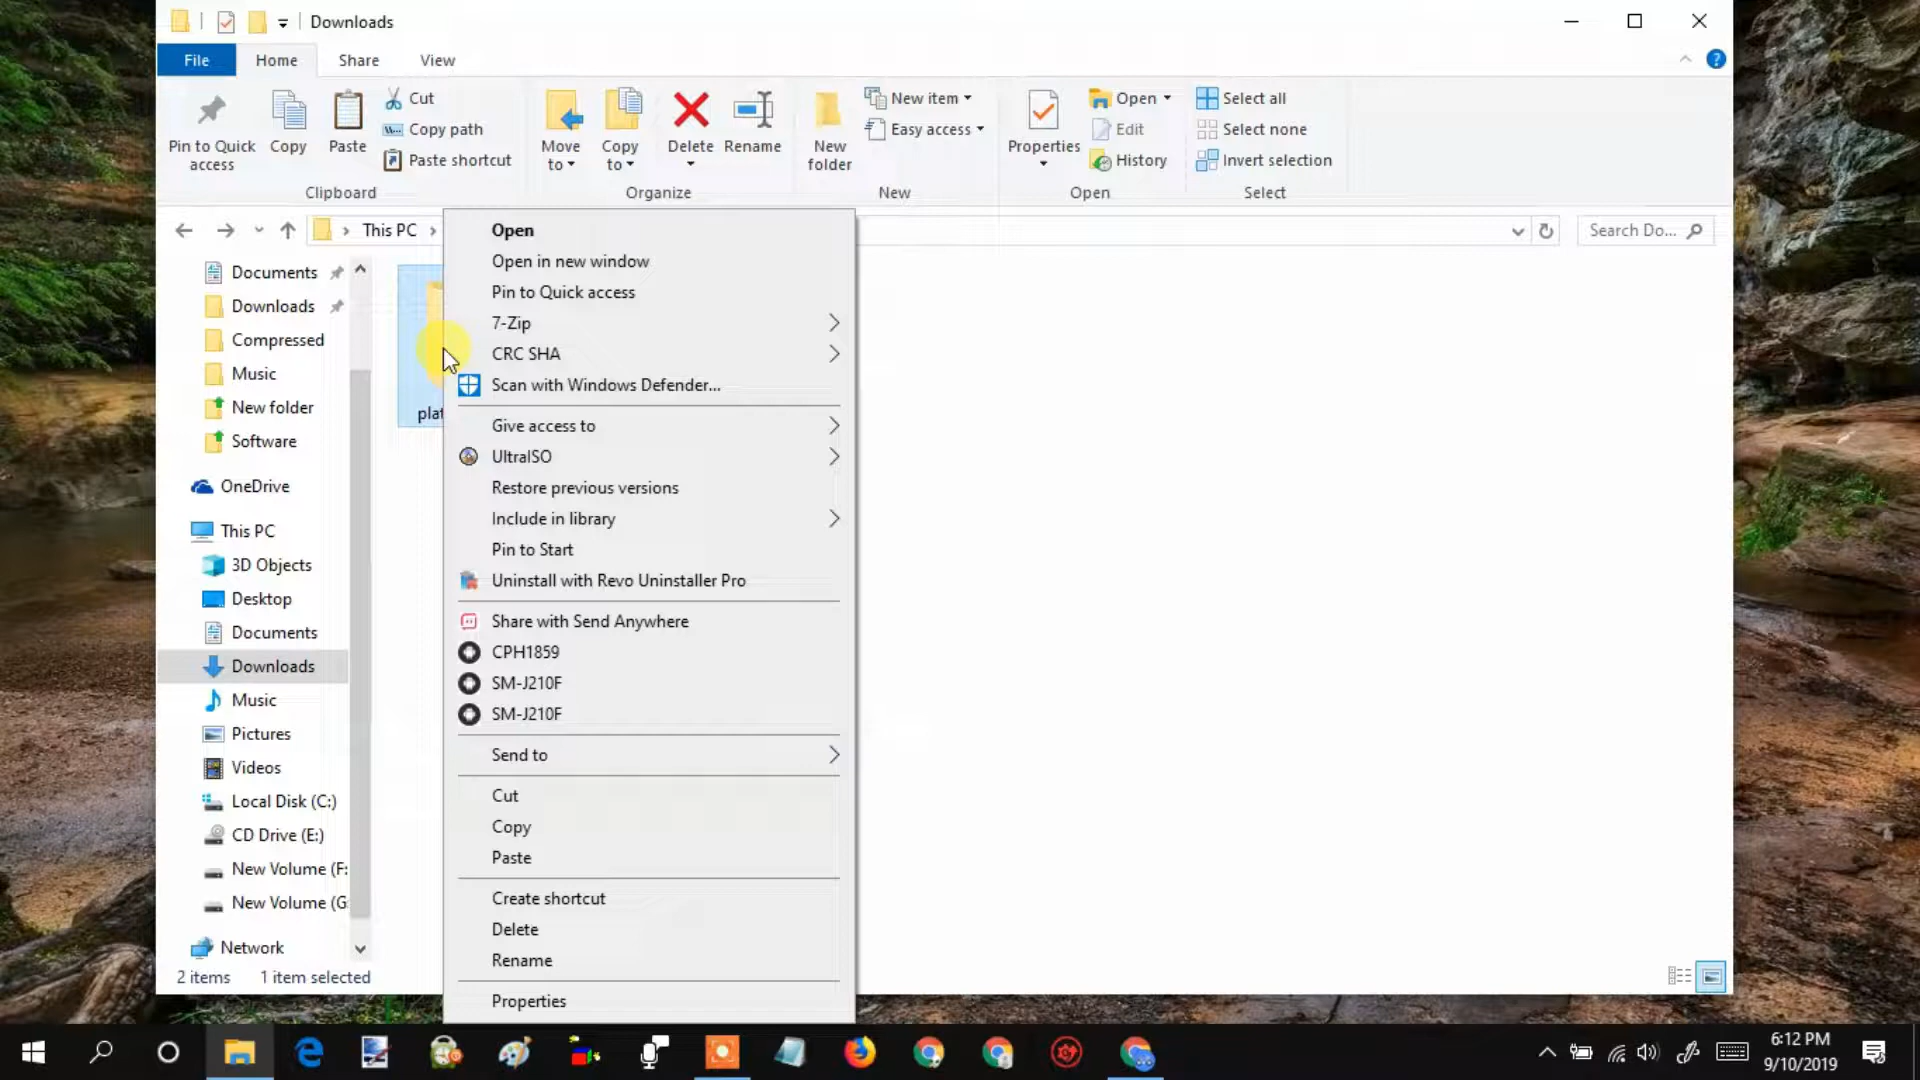 Downloads
File Home Share View
Pin to Quick access
Copy
Paste
Cut
Copy path
Paste shortcut
Clipboard
Move to
Copy to
Delete
Rename
Organize
New folder
New item
Easy access
New
Properties
Open
Edit
History
Open
Select all
Select none
Invert selection
Select
This PC
Search Do...
Documents
Downloads
Compressed
Music
New folder
Software
OneDrive
This PC
3D Objects
Desktop
Documents
Downloads
Music
Pictures
Videos
Local Disk (C:)
CD Drive (E:)
New Volume (F:
New Volume (G
Network
2 items 1 item selected
plat
Open
Open in new window
Pin to Quick access
7-Zip
CRC SHA
Scan with Windows Defender...
Give access to
UltraISO
Restore previous versions
Include in library
Pin to Start
Uninstall with Revo Uninstaller Pro
Share with Send Anywhere
CPH1859
SM-J210F
SM-J210F
Send to
Cut
Copy
Paste
Create shortcut
Delete
Rename
Properties
6:12 PM
9/10/2019